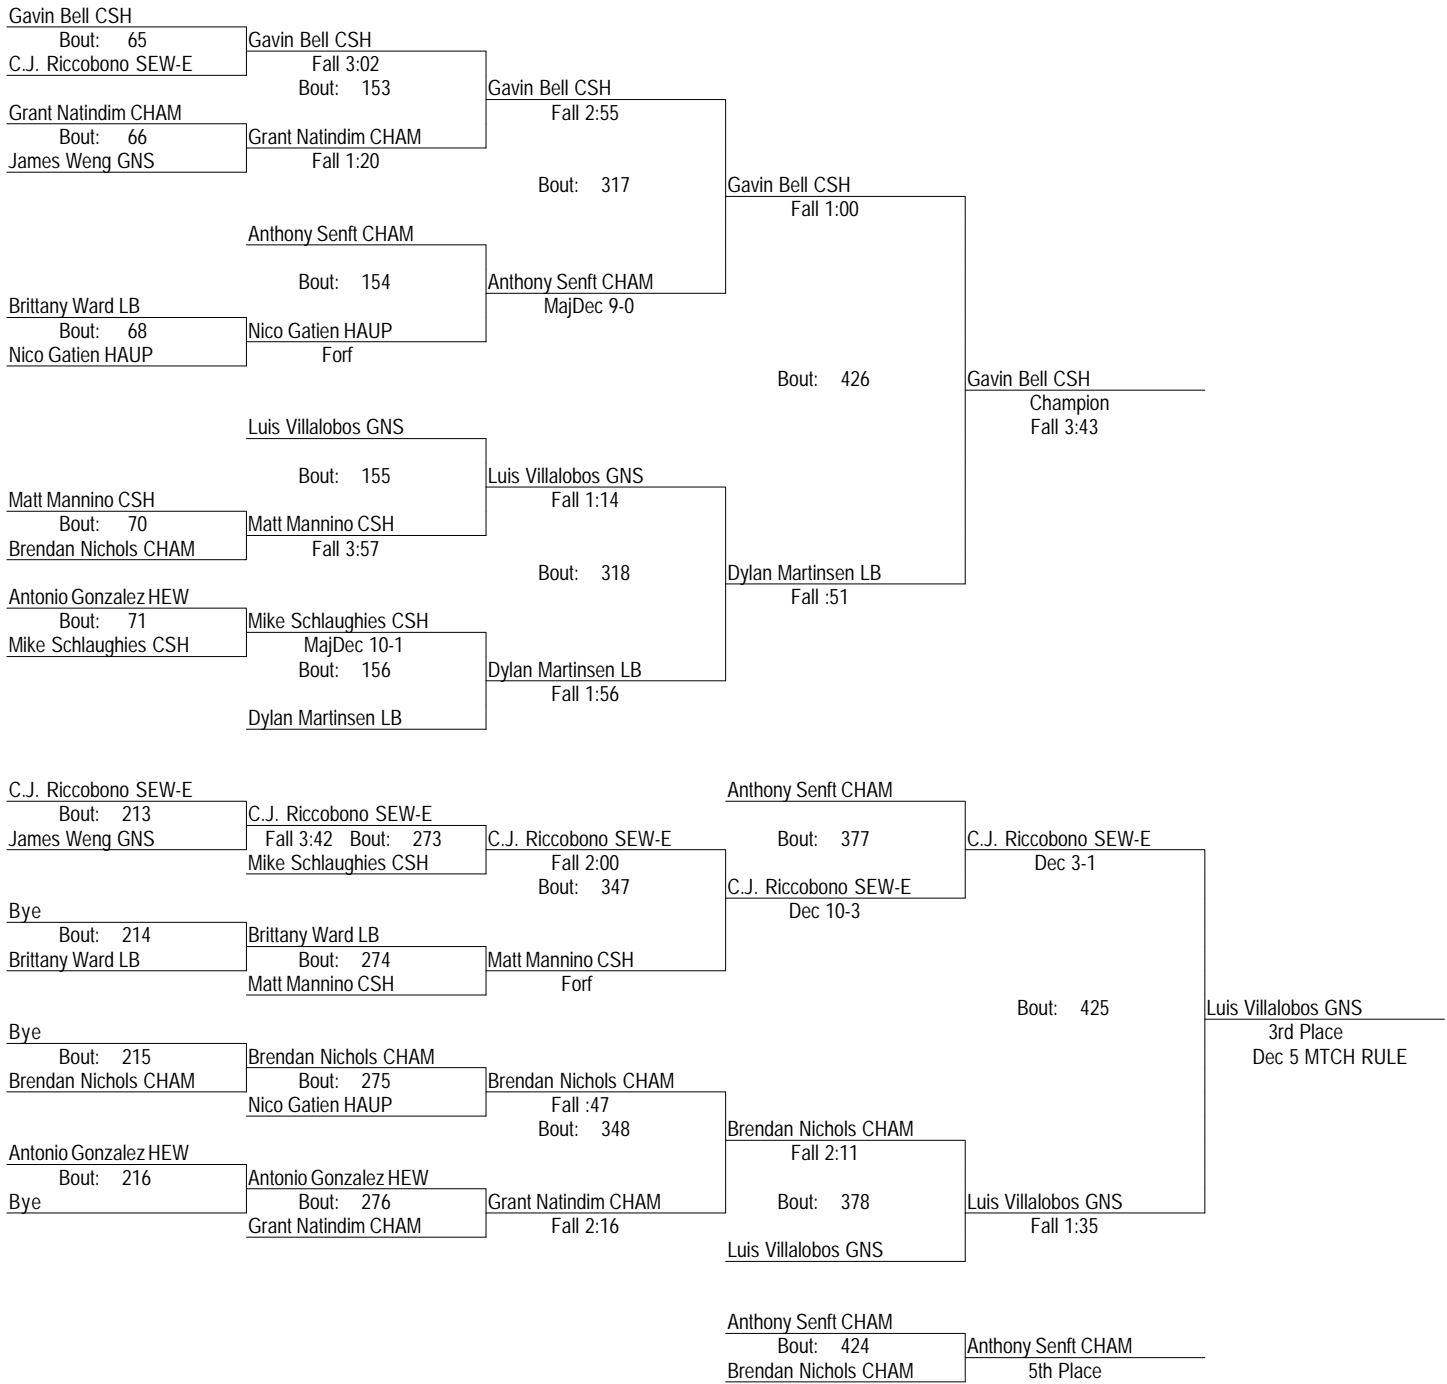 Gavin Bell CSH
Bout: 65 Gavin Bell CSH
C.J. Riccobono SEW-E Fall 3:02
Bout: 153 Gavin Bell CSH
Grant Natindim CHAM Fall 2:55
Bout: 66 Grant Natindim CHAM
James Weng GNS Fall 1:20
Bout: 317 Gavin Bell CSH
Fall 1:00
Anthony Senft CHAM
Bout: 154 Anthony Senft CHAM
Brittany Ward LB MajDec 9-0
Bout: 68 Nico Gatien HAUP
Nico Gatien HAUP Forf
Bout: 426 Gavin Bell CSH
Champion
Luis Villalobos GNS Fall 3:43
Bout: 155 Luis Villalobos GNS
Matt Mannino CSH Fall 1:14
Bout: 70 Matt Mannino CSH
Brendan Nichols CHAM Fall 3:57
Bout: 318 Dylan Martinsen LB
Antonio Gonzalez HEW Fall :51
Bout: 71 Mike Schlaughies CSH
Mike Schlaughies CSH MajDec 10-1
Bout: 156 Dylan Martinsen LB
Fall 1:56
Dylan Martinsen LB
C.J. Riccobono SEW-E Anthony Senft CHAM
Bout: 213 C.J. Riccobono SEW-E
James Weng GNS Fall 3:42 Bout: 273 C.J. Riccobono SEW-E Bout: 377 C.J. Riccobono SEW-E
Mike Schlaughies CSH Fall 2:00 Dec 3-1
Bout: 347 C.J. Riccobono SEW-E
Bye Dec 10-3
Bout: 214 Brittany Ward LB
Brittany Ward LB Bout: 274 Matt Mannino CSH
Matt Mannino CSH Forf
Bout: 425 Luis Villalobos GNS
Bye 3rd Place
Bout: 215 Brendan Nichols CHAM Dec 5 MTCH RULE
Brendan Nichols CHAM Bout: 275 Brendan Nichols CHAM
Nico Gatien HAUP Fall :47
Bout: 348 Brendan Nichols CHAM
Antonio Gonzalez HEW Fall 2:11
Bout: 216 Antonio Gonzalez HEW
Bye Bout: 276 Grant Natindim CHAM Bout: 378 Luis Villalobos GNS
Grant Natindim CHAM Fall 2:16 Fall 1:35
Luis Villalobos GNS
Anthony Senft CHAM
Bout: 424 Anthony Senft CHAM
Brendan Nichols CHAM 5th Place